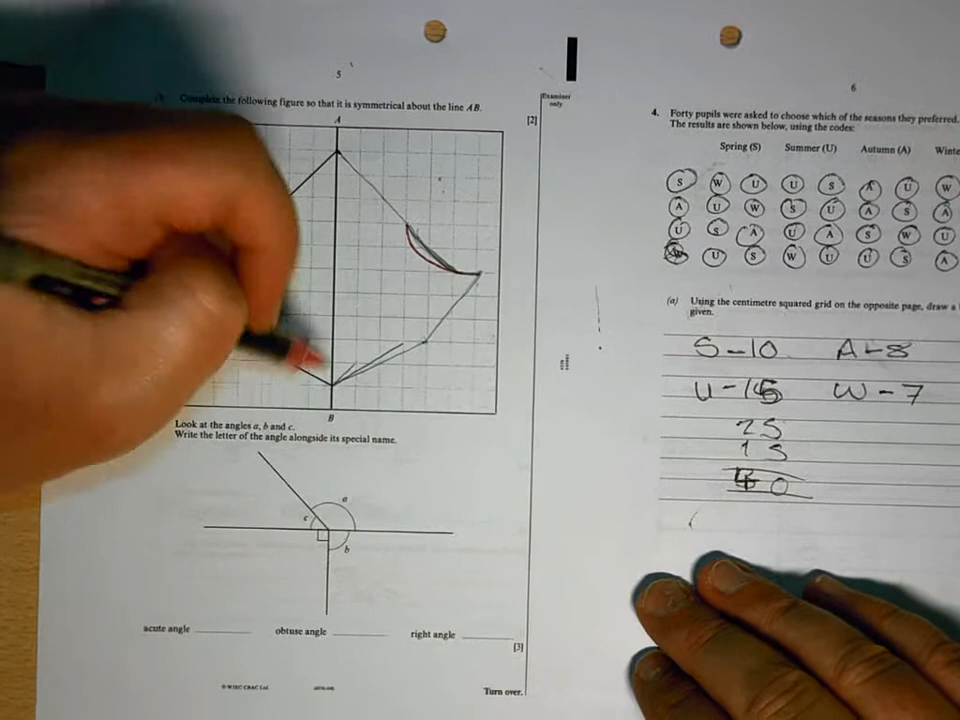 5
Complete the following figure so that it is symmetrical about the line AB.
Examiner only
[2]
A
B
Look at the angles a, b and c.
Write the letter of the angle alongside its special name.
a
c
b
acute angle
obtuse angle
right angle
[3]
Turn over.
6
4. Forty pupils were asked to choose which of the seasons they preferred.
The results are shown below, using the codes:
Spring (S) Summer (U) Autumn (A)
S W U U S A U W
A U W S U A S A
U S A U A S W U
W U S W U U S A
(a) Using the centimetre squared grid on the opposite page, draw a
given.
S-10 A-8
U-15 W-7
25
15
40